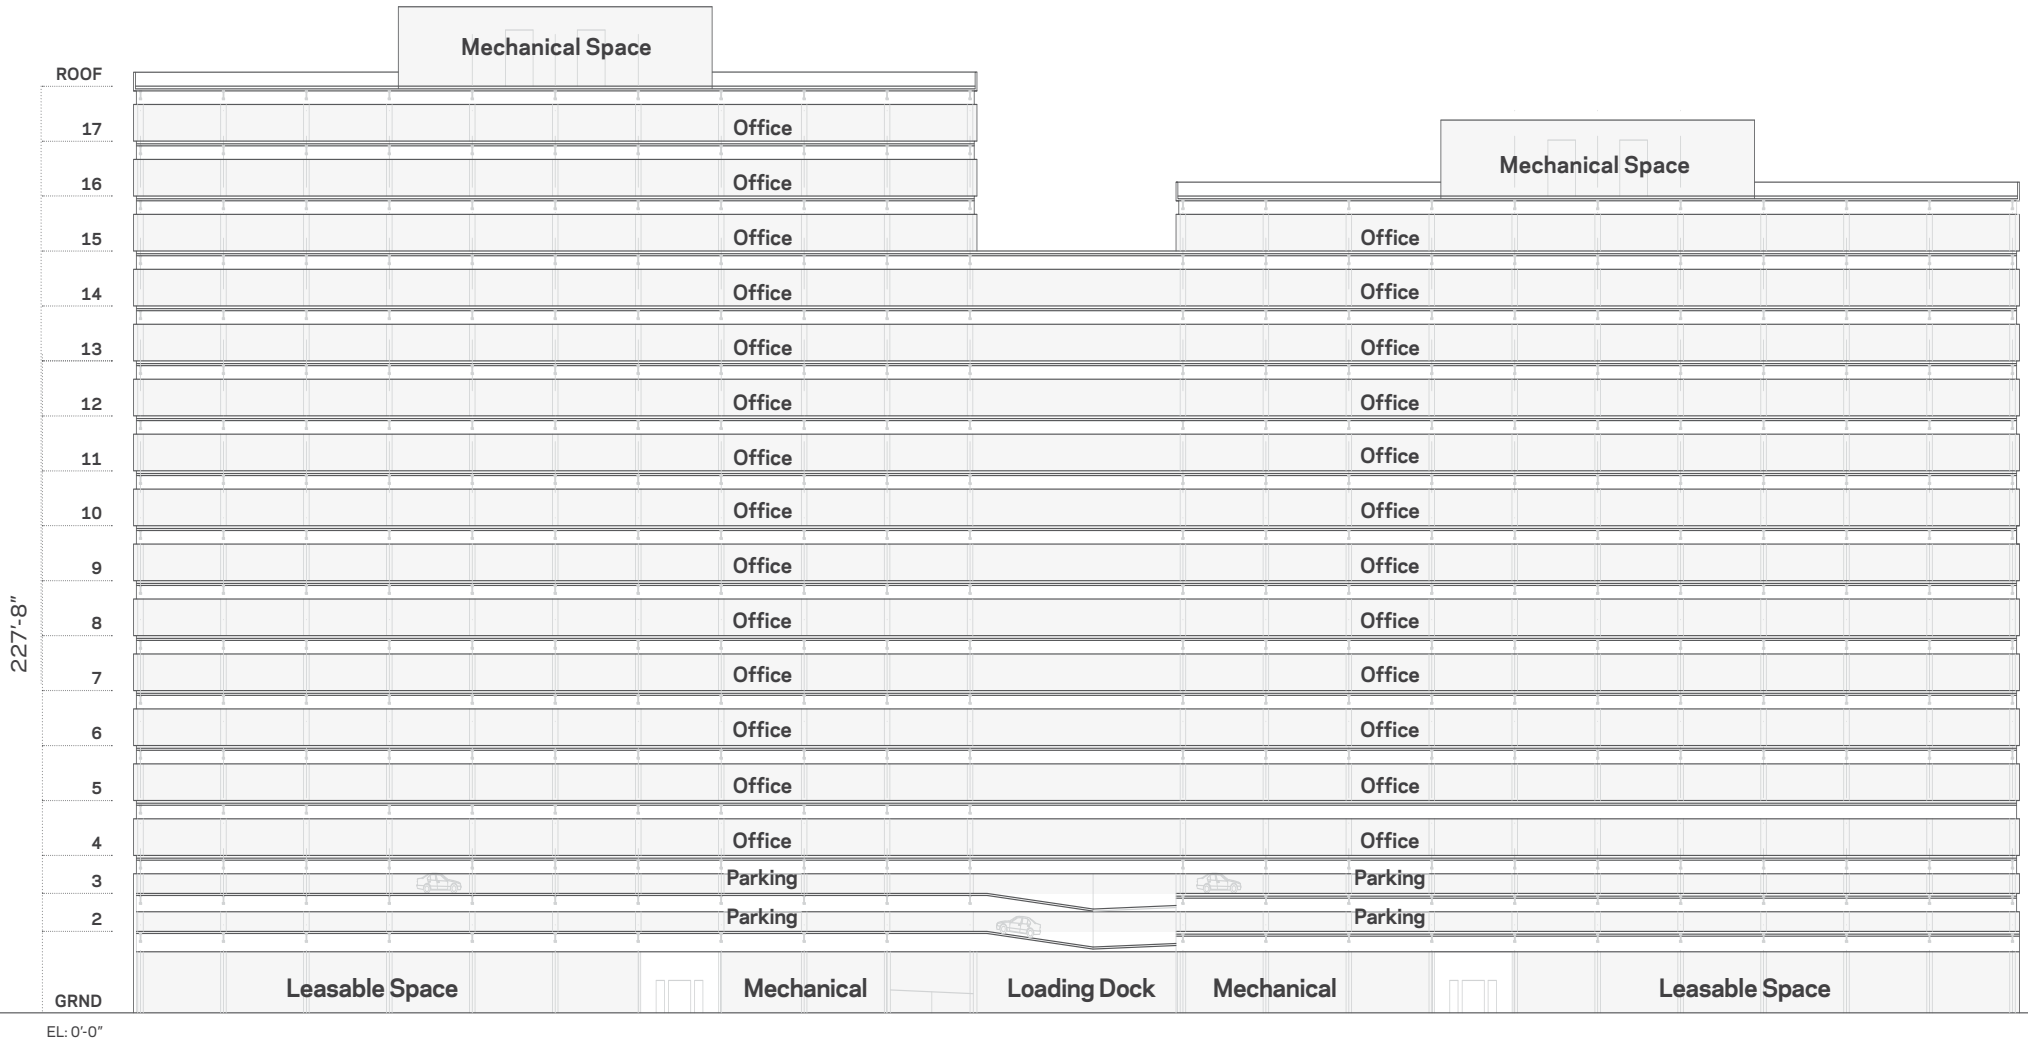 Mechanical Space
ROOF
17 Office
Mechanical Space
16 Office
15 Office Office
14 Office Office
13 Office Office
12 Office Office
11 Office Office
10 Office Office
9 Office Office
8 Office Office
227'-8"
7 Office Office
6 Office Office
5 Office Office
4 Office Office
3 Parking Parking
2 Parking Parking
Leasable Space Mechanical Loading Dock Mechanical Leasable Space
GRND
EL: 0'-0"